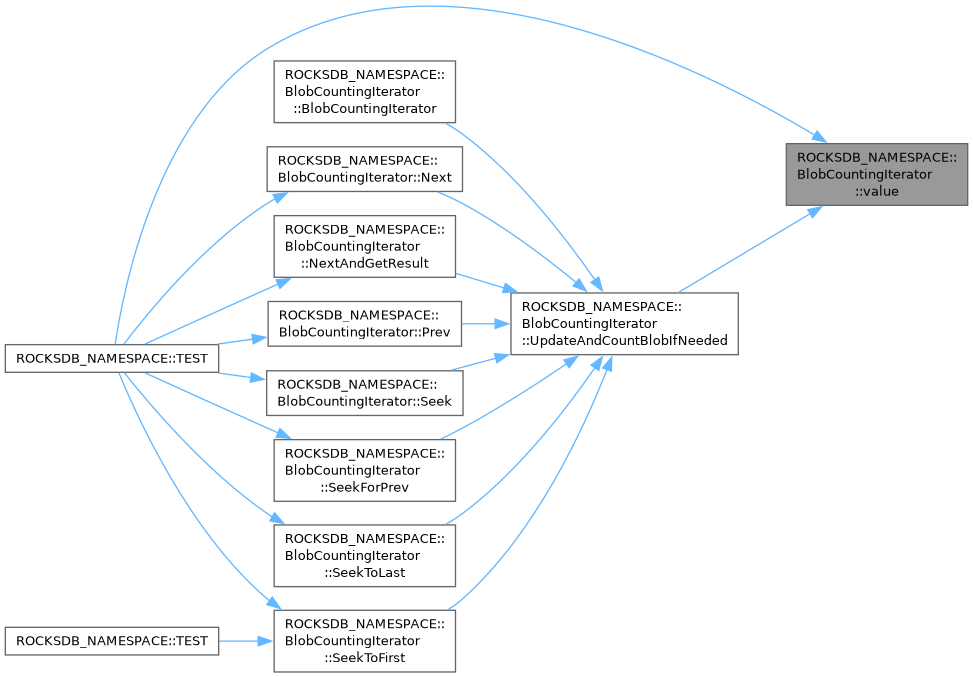 ROCKSDB_NAMESPACE::
BlobCountingIterator
::BlobCountingIterator
ROCKSDB_NAMESPACE::
BlobCountingIterator
::value
ROCKSDB_NAMESPACE::
BlobCountingIterator::Next
ROCKSDB_NAMESPACE::
BlobCountingIterator
::NextAndGetResult
ROCKSDB_NAMESPACE::
BlobCountingIterator
::UpdateAndCountBlobIfNeeded
ROCKSDB_NAMESPACE::
BlobCountingIterator::Prev
ROCKSDB_NAMESPACE::TEST
ROCKSDB_NAMESPACE::
BlobCountingIterator::Seek
ROCKSDB_NAMESPACE::
BlobCountingIterator
::SeekForPrev
ROCKSDB_NAMESPACE::
BlobCountingIterator
::SeekToLast
ROCKSDB_NAMESPACE::
BlobCountingIterator
::SeekToFirst
ROCKSDB_NAMESPACE::TEST